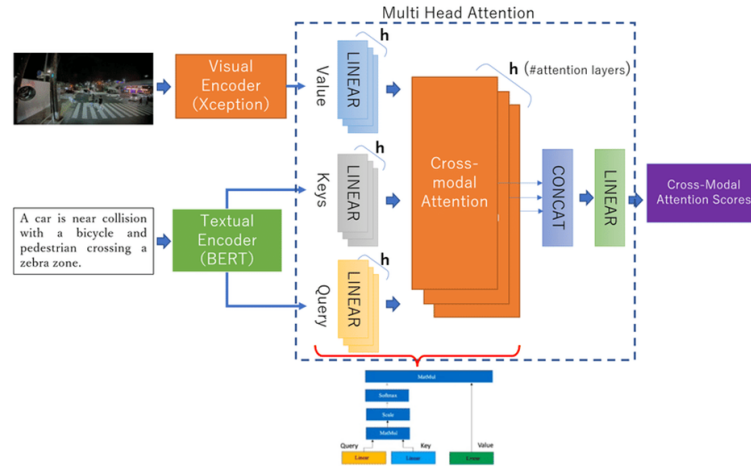 Multi Head Attention
Visual
Encoder
(Xception)
Value
LINEAR
h
h (#attention layers)
A car is near collision
with a bicycle and
pedestrian crossing a
zebra zone.
Textual
Encoder
(BERT)
Keys
LINEAR
h
Query
LINEAR
h
Cross-
modal
Attention
CONCAT
LINEAR
Cross-Modal
Attention Scores
MatMul
Softmax
Scale
MatMul
Query
Key
Value
Linear
Linear
Linear